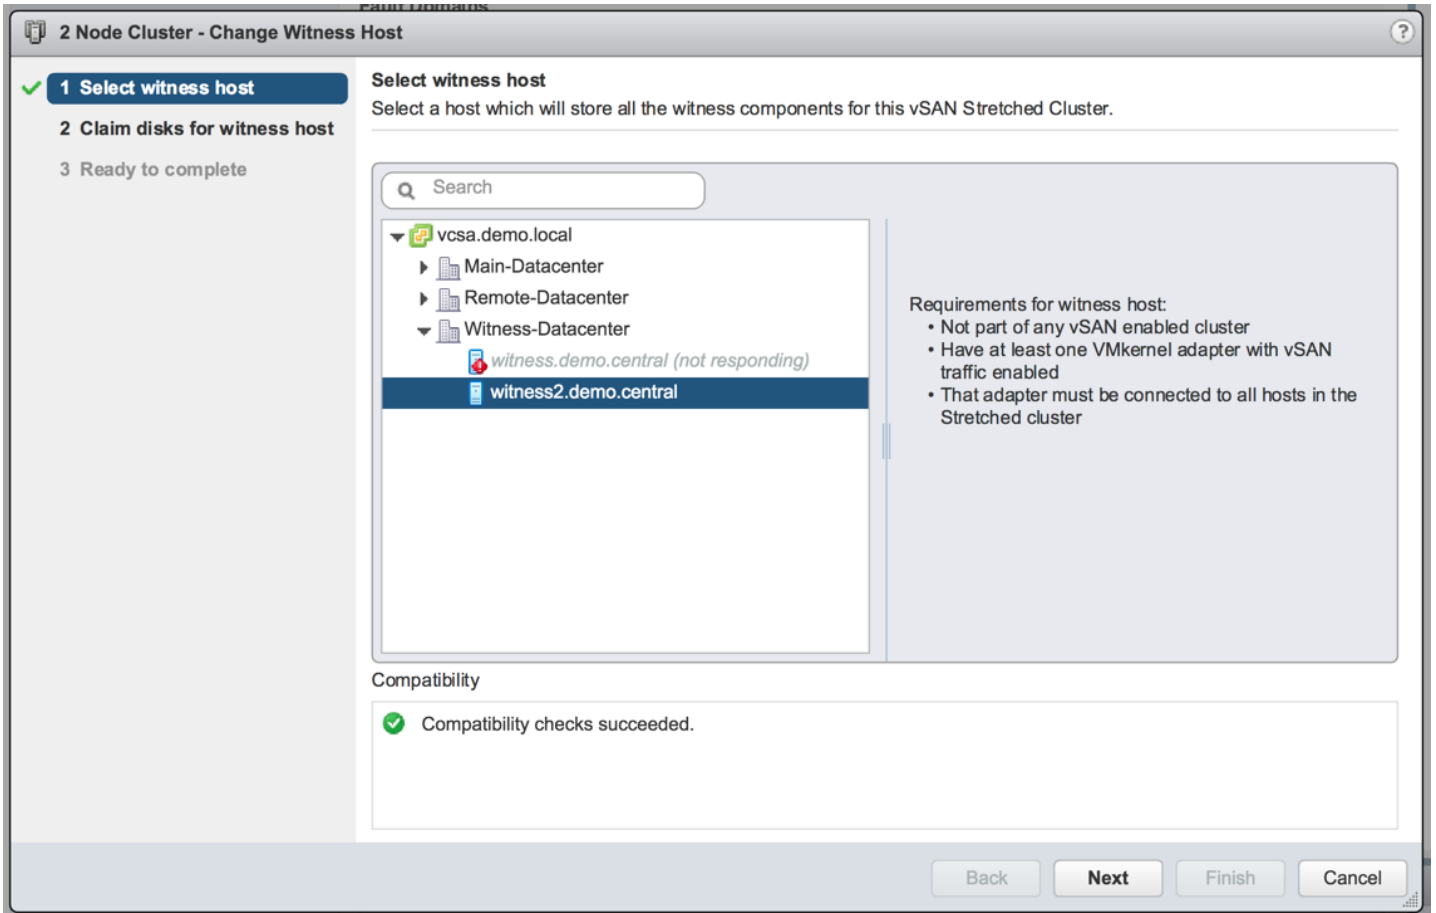 Fault Domains
2 Node Cluster - Change Witness Host
?
1 Select witness host
2 Claim disks for witness host
3 Ready to complete
Select witness host
Select a host which will store all the witness components for this vSAN Stretched Cluster.
Search
vcsa.demo.local
Main-Datacenter
Remote-Datacenter
Witness-Datacenter
witness.demo.central (not responding)
witness2.demo.central
Requirements for witness host:
• Not part of any vSAN enabled cluster
• Have at least one VMkernel adapter with vSAN
traffic enabled
• That adapter must be connected to all hosts in the
Stretched cluster
Compatibility
Compatibility checks succeeded.
Back
Next
Finish
Cancel